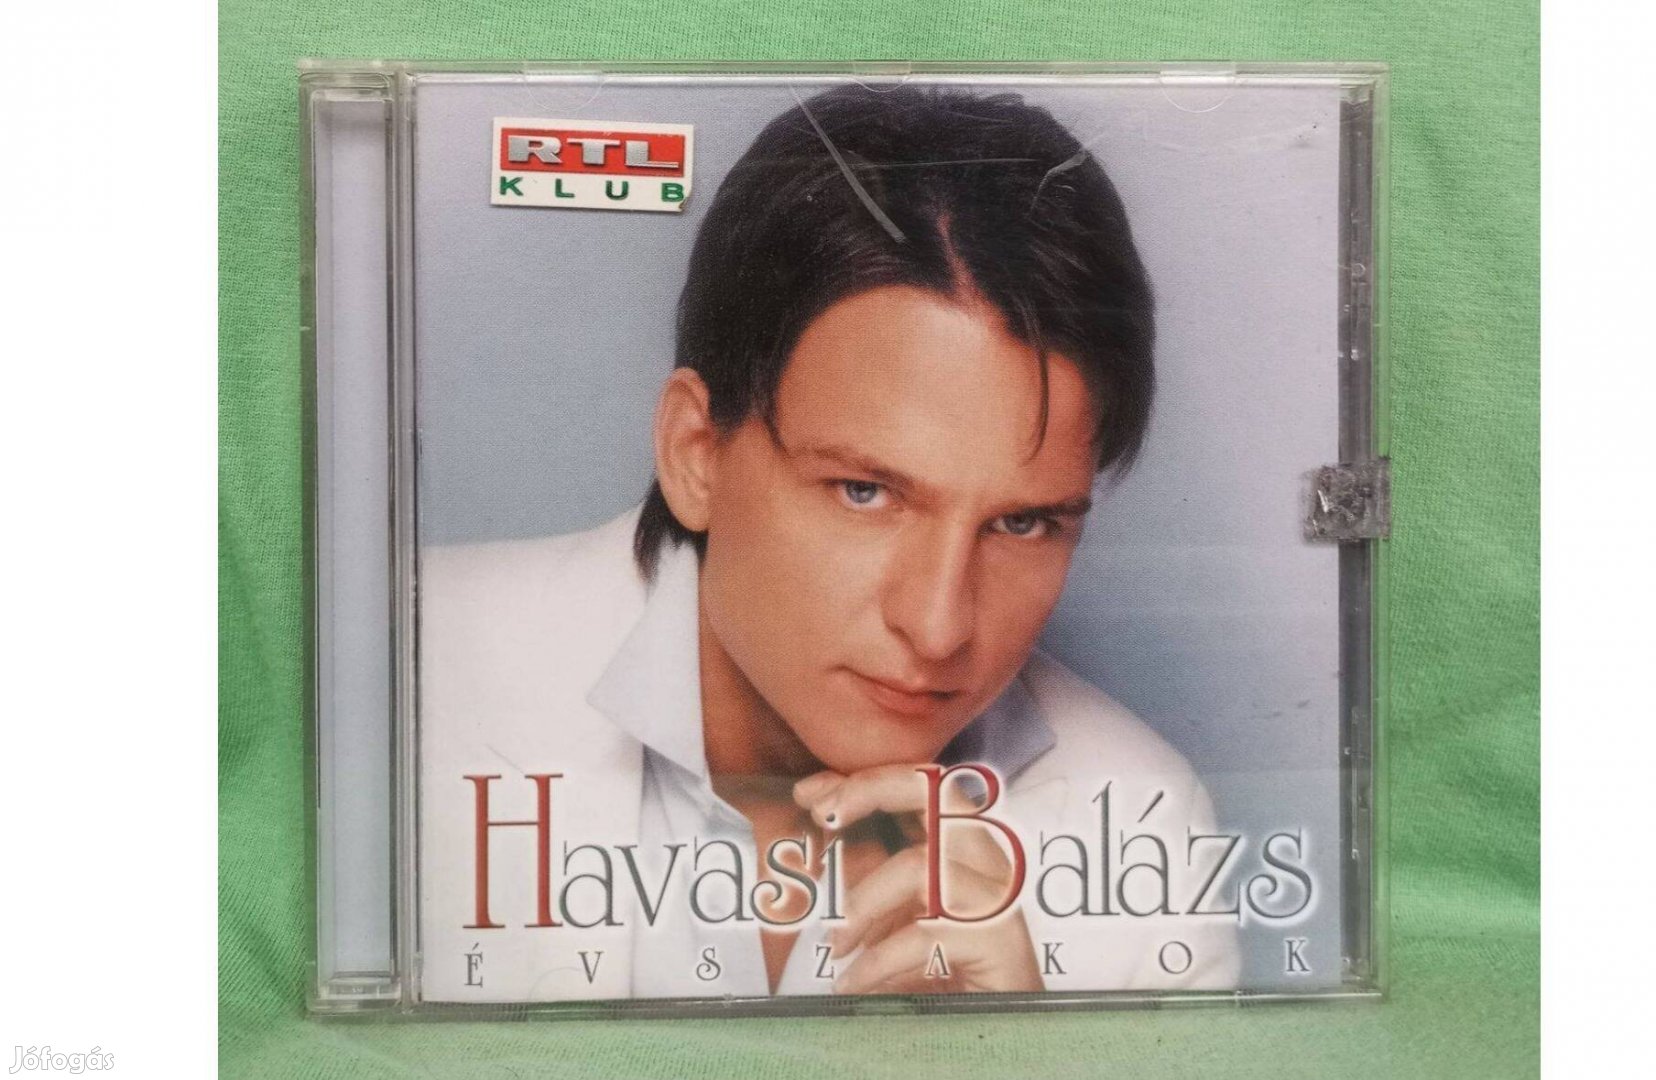 RTL
KLUB
Havasi Balázs
ÉVSZAKOK
Jófogás